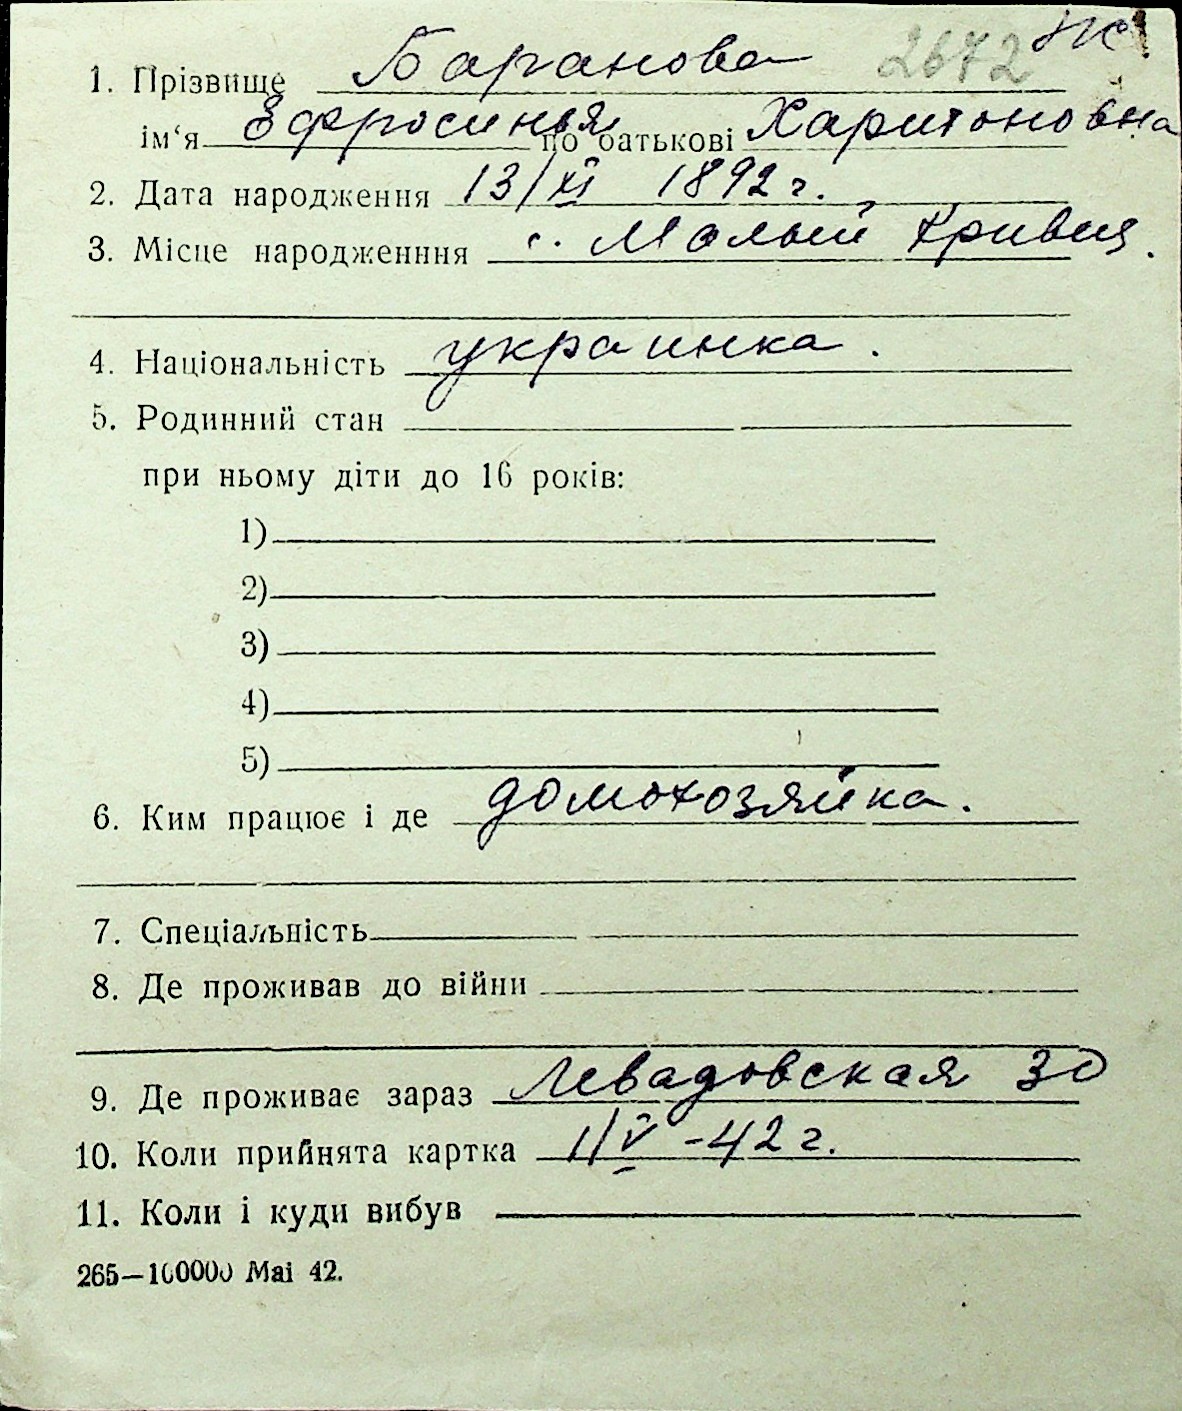 2672 ЖС
1. Прізвище Баранова
ім‘я Ефросинья по батькові Харитоновна
2. Дата народження 13/XI 1892 г.
3. Місце народженння с. Малый Кривец.
4. Національність украинка.
5. Родинний стан
при ньому діти до 16 років:
1)
2)
3)
4)
5)
6. Ким працює і де домохозяйка.
7. Спеціальність
8. Де проживав до війни
9. Де проживає зараз Левадовская 30
10. Коли прийнята картка 1/V -42 г.
11. Коли і куди вибув
265—100000 Mai 42.